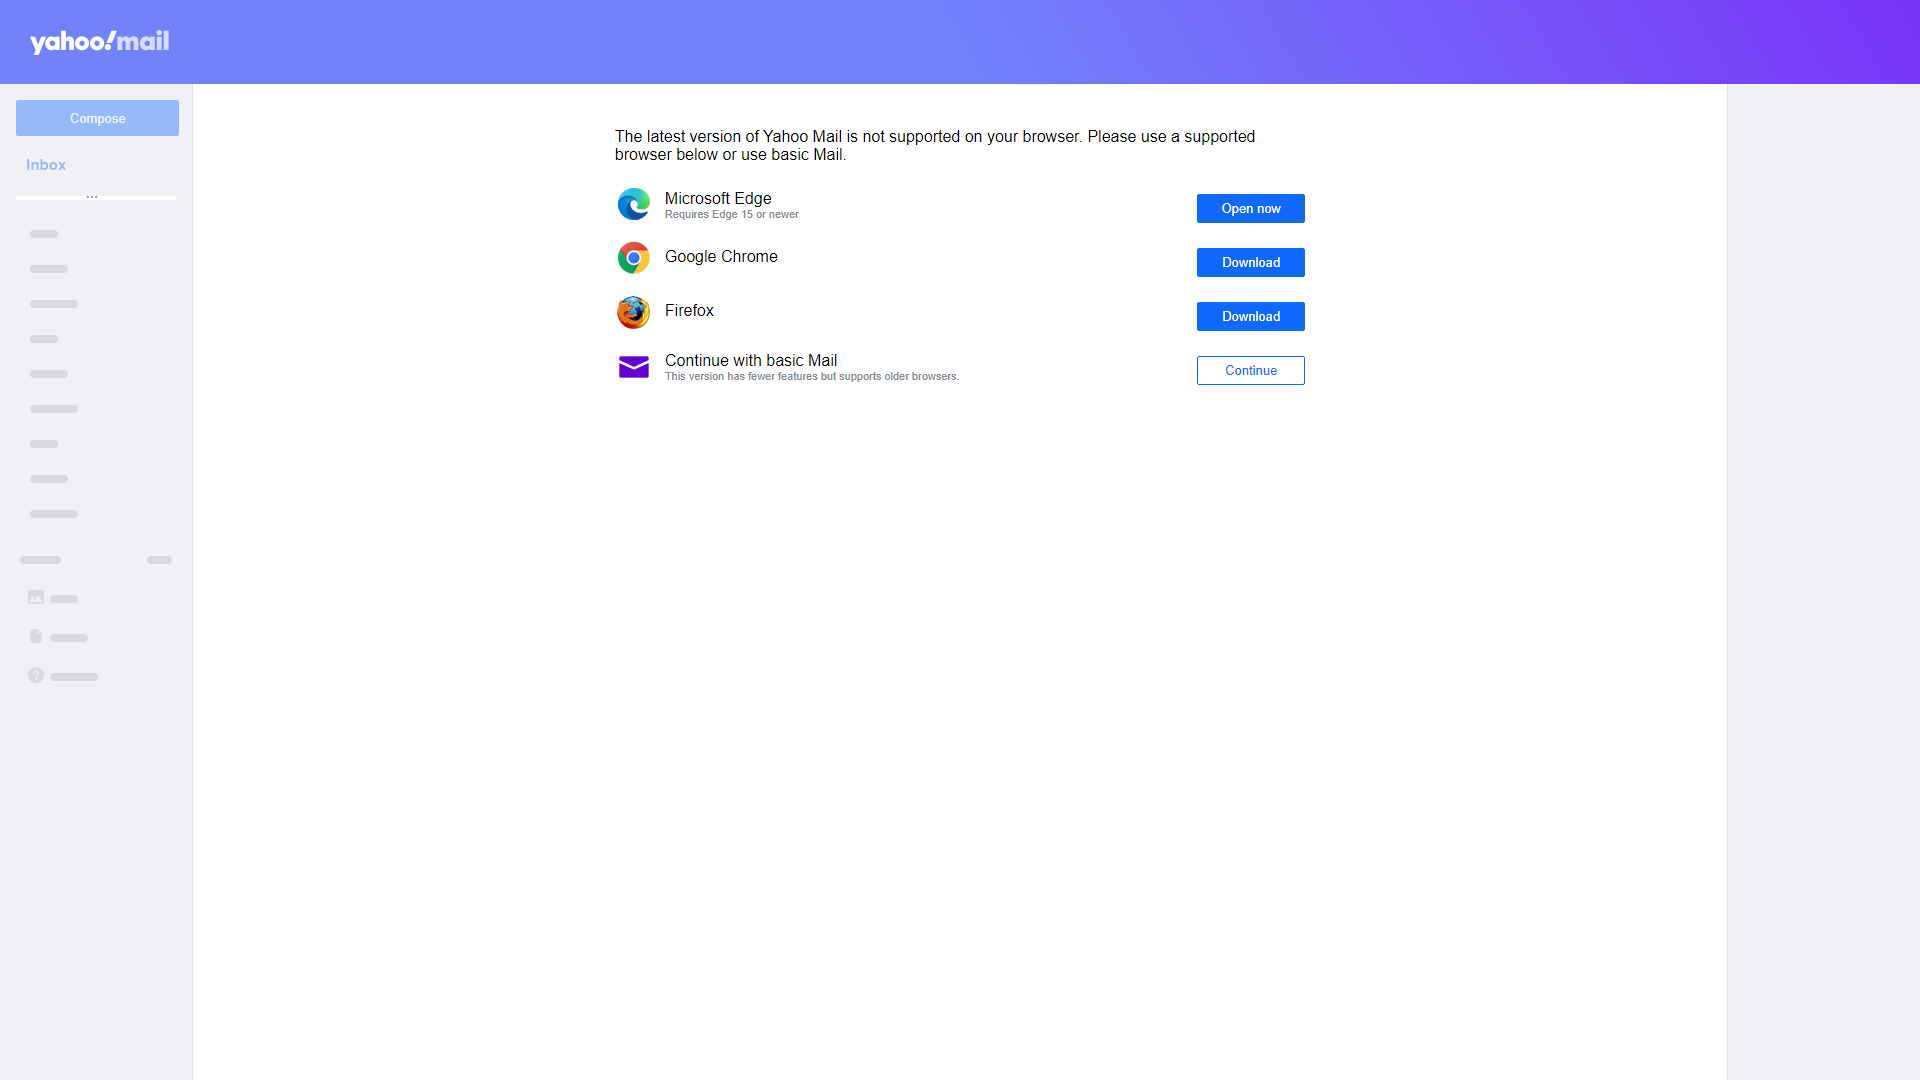 yahoo!mail
Compose
Inbox
The latest version of Yahoo Mail is not supported on your browser. Please use a supported
browser below or use basic Mail.
Microsoft Edge
Requires Edge 15 or newer
Open now
Google Chrome
Download
Firefox
Download
Continue with basic Mail
This version has fewer features but supports older browsers.
Continue